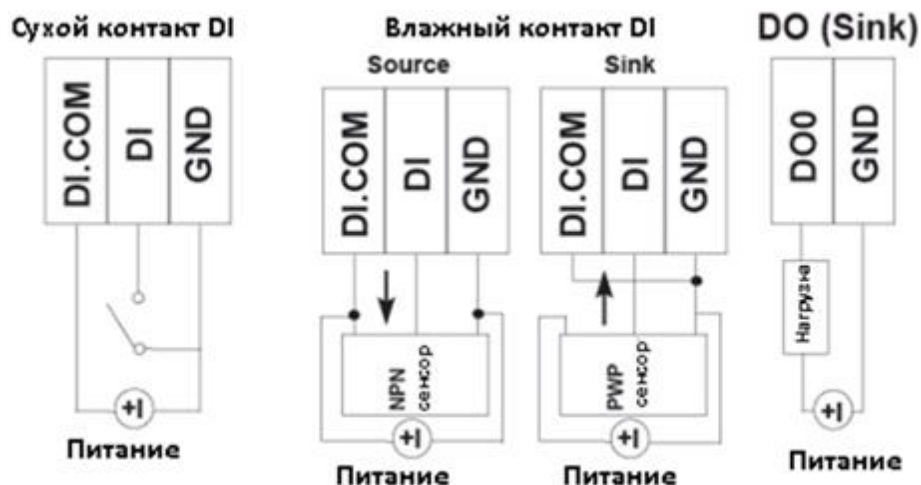 Сухой контакт DI
DI.COM
DI
GND
Питание
Влажный контакт DI
Source
DI.COM
DI
GND
NPN
сенсор
Питание
Sink
DI.COM
DI
GND
PWP
сенсор
Питание
DO (Sink)
DO0
GND
Нагрузка
Питание